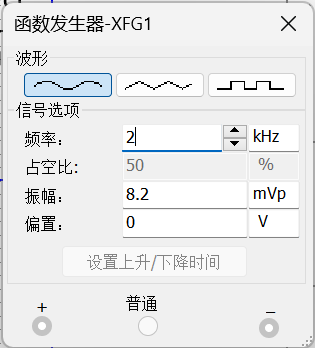 函数发生器-XFG1
波形
信号选项
频率: 2 kHz
占空比: 50 %
振幅: 8.2 mVp
偏置: 0 V
设置上升/下降时间
+ 普通 −